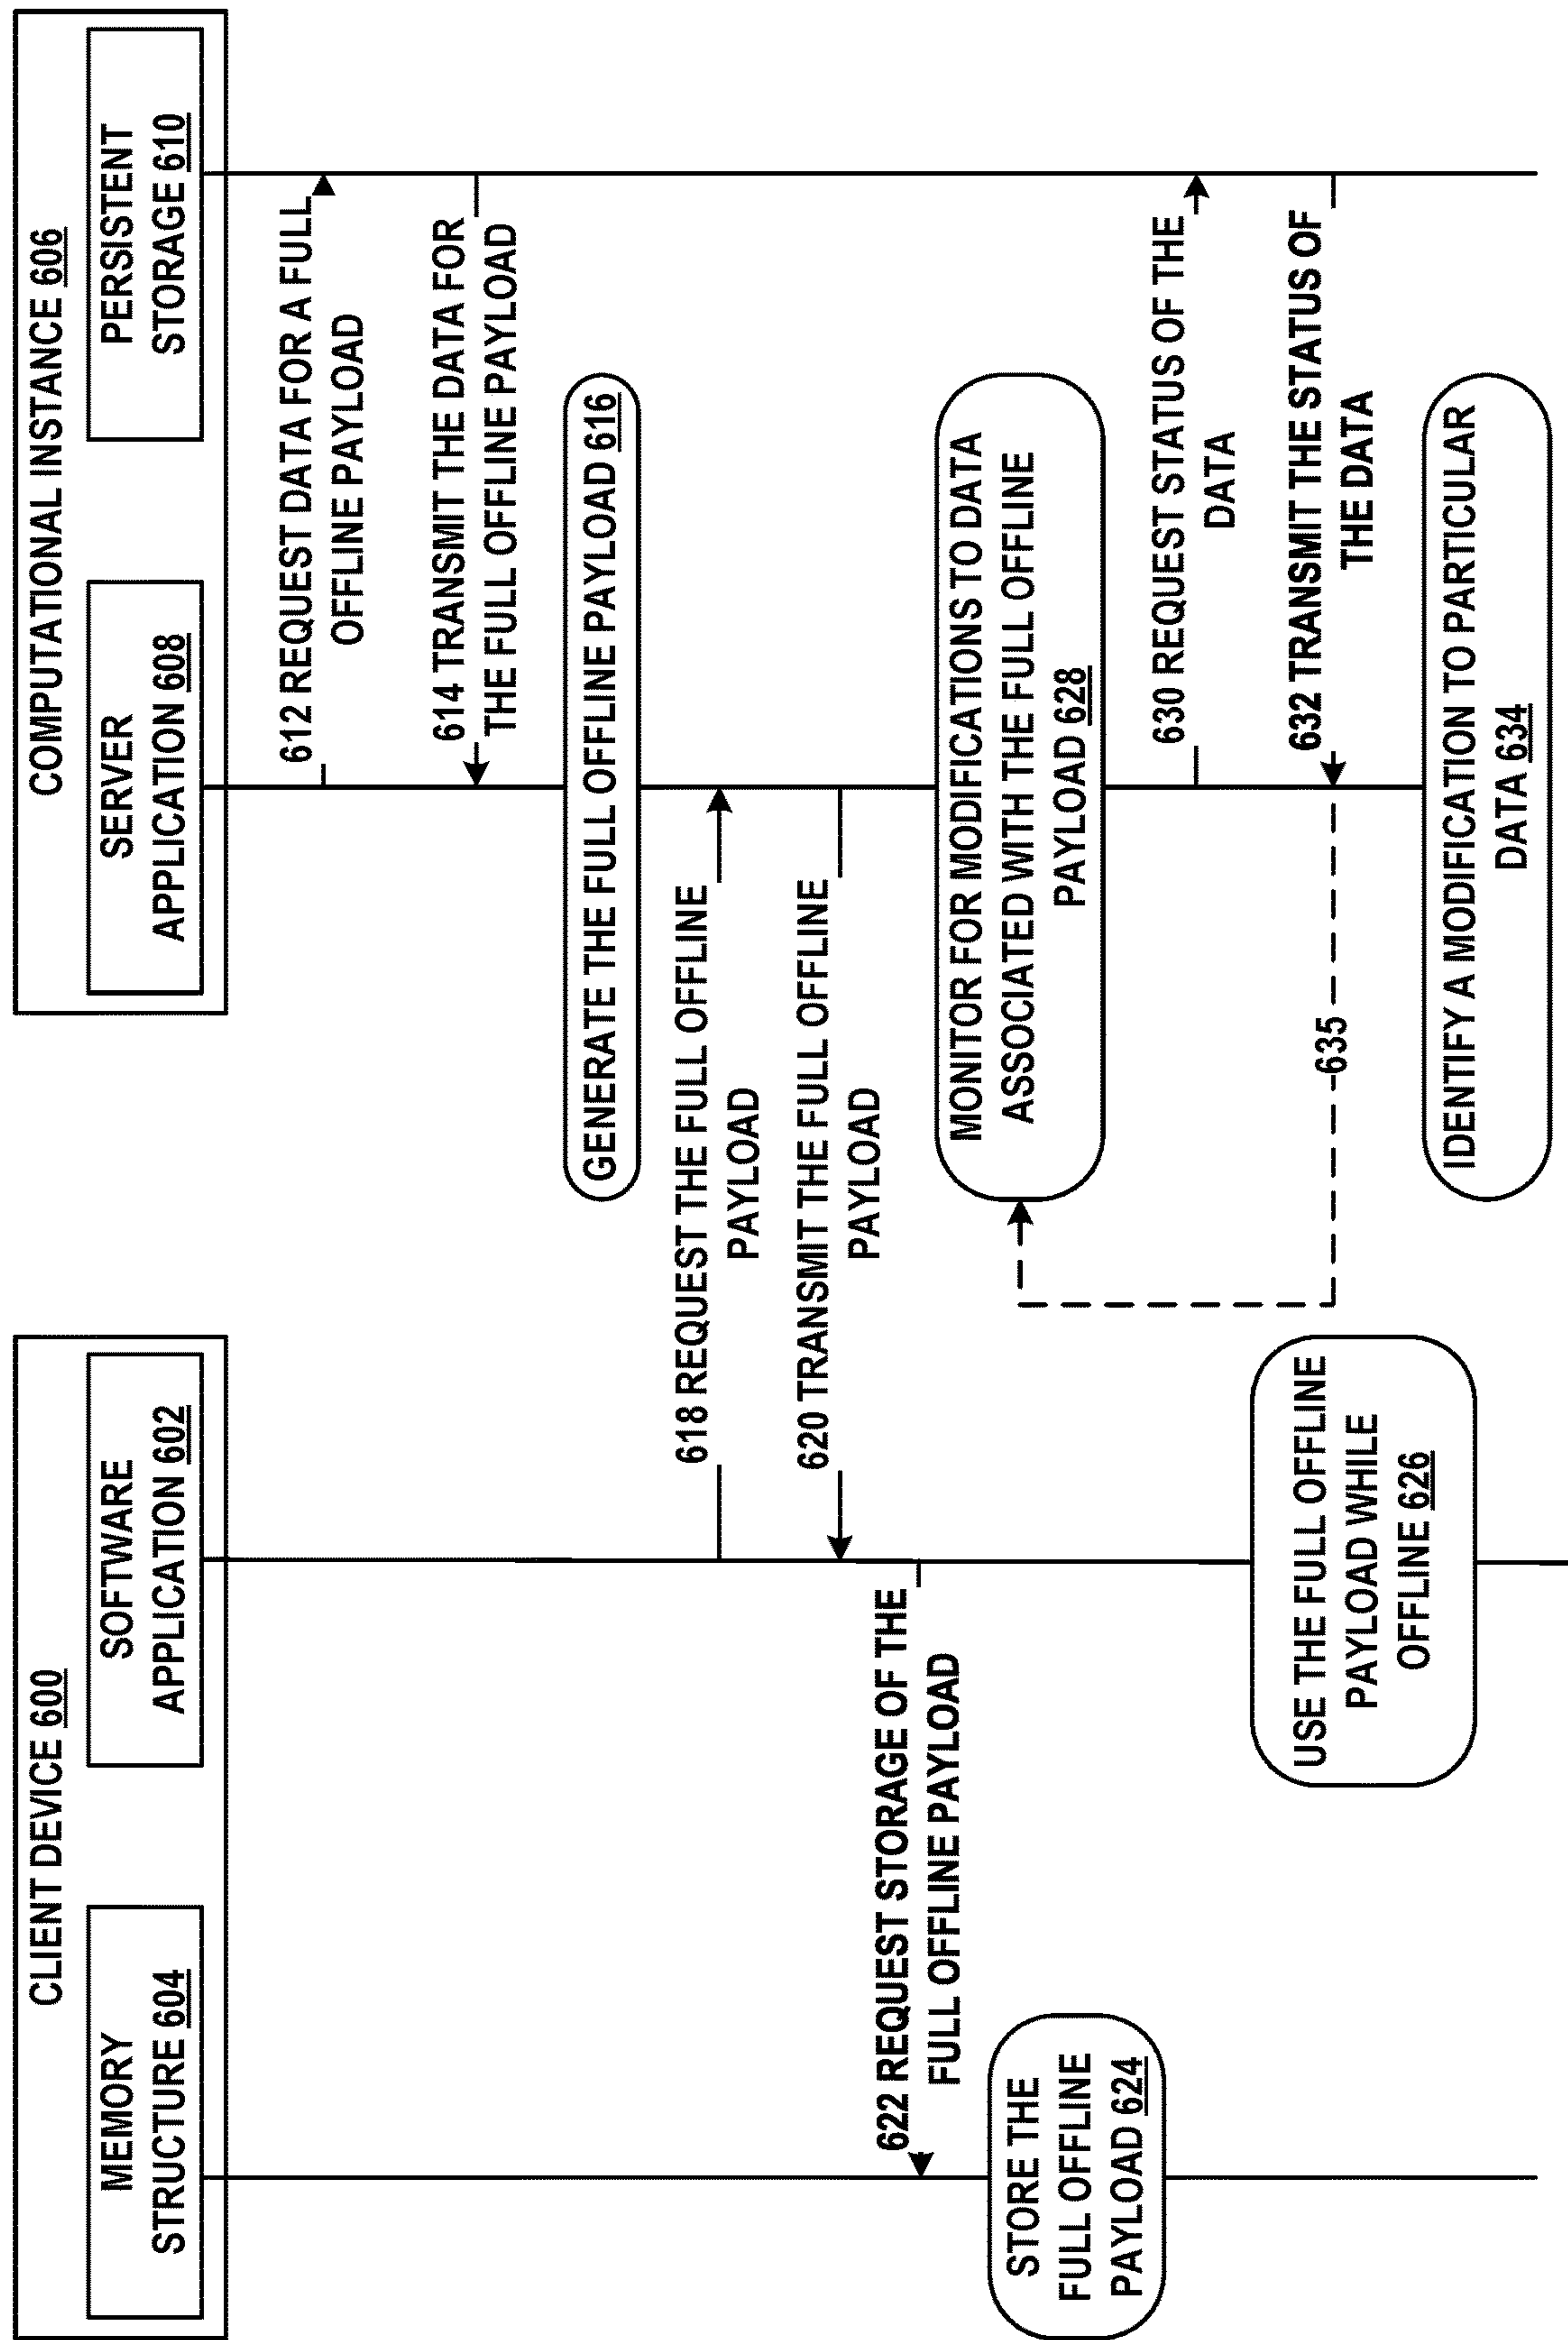 CLIENT DEVICE 600
MEMORY
STRUCTURE 604
SOFTWARE
APPLICATION 602
COMPUTATIONAL INSTANCE 606
SERVER
APPLICATION 608
PERSISTENT
STORAGE 610
612 REQUEST DATA FOR A FULL
OFFLINE PAYLOAD
614 TRANSMIT THE DATA FOR
THE FULL OFFLINE PAYLOAD
GENERATE THE FULL OFFLINE PAYLOAD 616
618 REQUEST THE FULL OFFLINE
PAYLOAD
620 TRANSMIT THE FULL OFFLINE
PAYLOAD
622 REQUEST STORAGE OF THE
FULL OFFLINE PAYLOAD
STORE THE
FULL OFFLINE
PAYLOAD 624
USE THE FULL OFFLINE
PAYLOAD WHILE
OFFLINE 626
MONITOR FOR MODIFICATIONS TO DATA
ASSOCIATED WITH THE FULL OFFLINE
PAYLOAD 628
630 REQUEST STATUS OF THE
DATA
632 TRANSMIT THE STATUS OF
THE DATA
635
IDENTIFY A MODIFICATION TO PARTICULAR
DATA 634